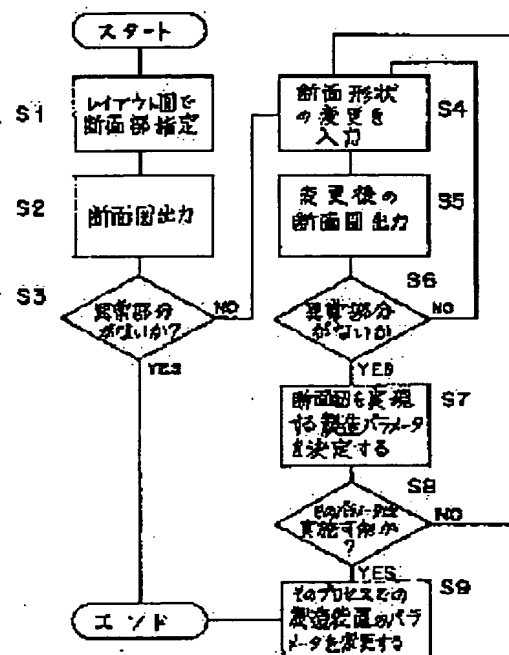 スタート
S1
レイアウト図で
断面部指定
S2
断面図出力
S3
異常部分
がないか?
NO
YES
エンド
断面形状
の変更を
入力
S4
変更後の
断面図出力
S5
S6
異常部分
がないか
NO
YES
断面図を実現
する製造パラメータ
を決定する
S7
S8
そのパラメータは
実施可能か
?
NO
YES
S9
そのプロセスでの
製造装置のパラ
メータを変更する